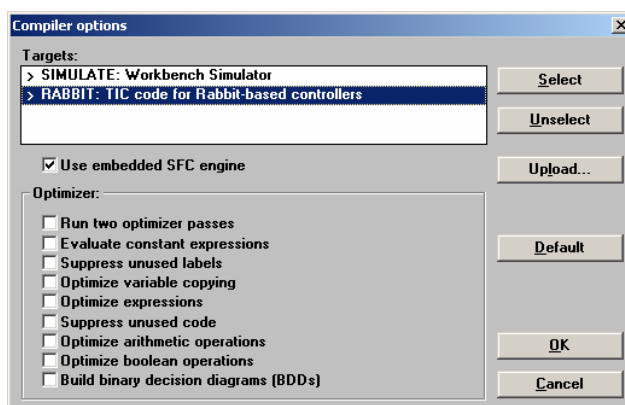 Compiler options
Targets:
> SIMULATE: Workbench Simulator
> RABBIT: TIC code for Rabbit-based controllers
Select
Unselect
Use embedded SFC engine
Upload...
Optimizer:
Run two optimizer passes
Evaluate constant expressions
Suppress unused labels
Default
Optimize variable copying
Optimize expressions
Suppress unused code
Optimize arithmetic operations
OK
Optimize boolean operations
Build binary decision diagrams (BDDs)
Cancel